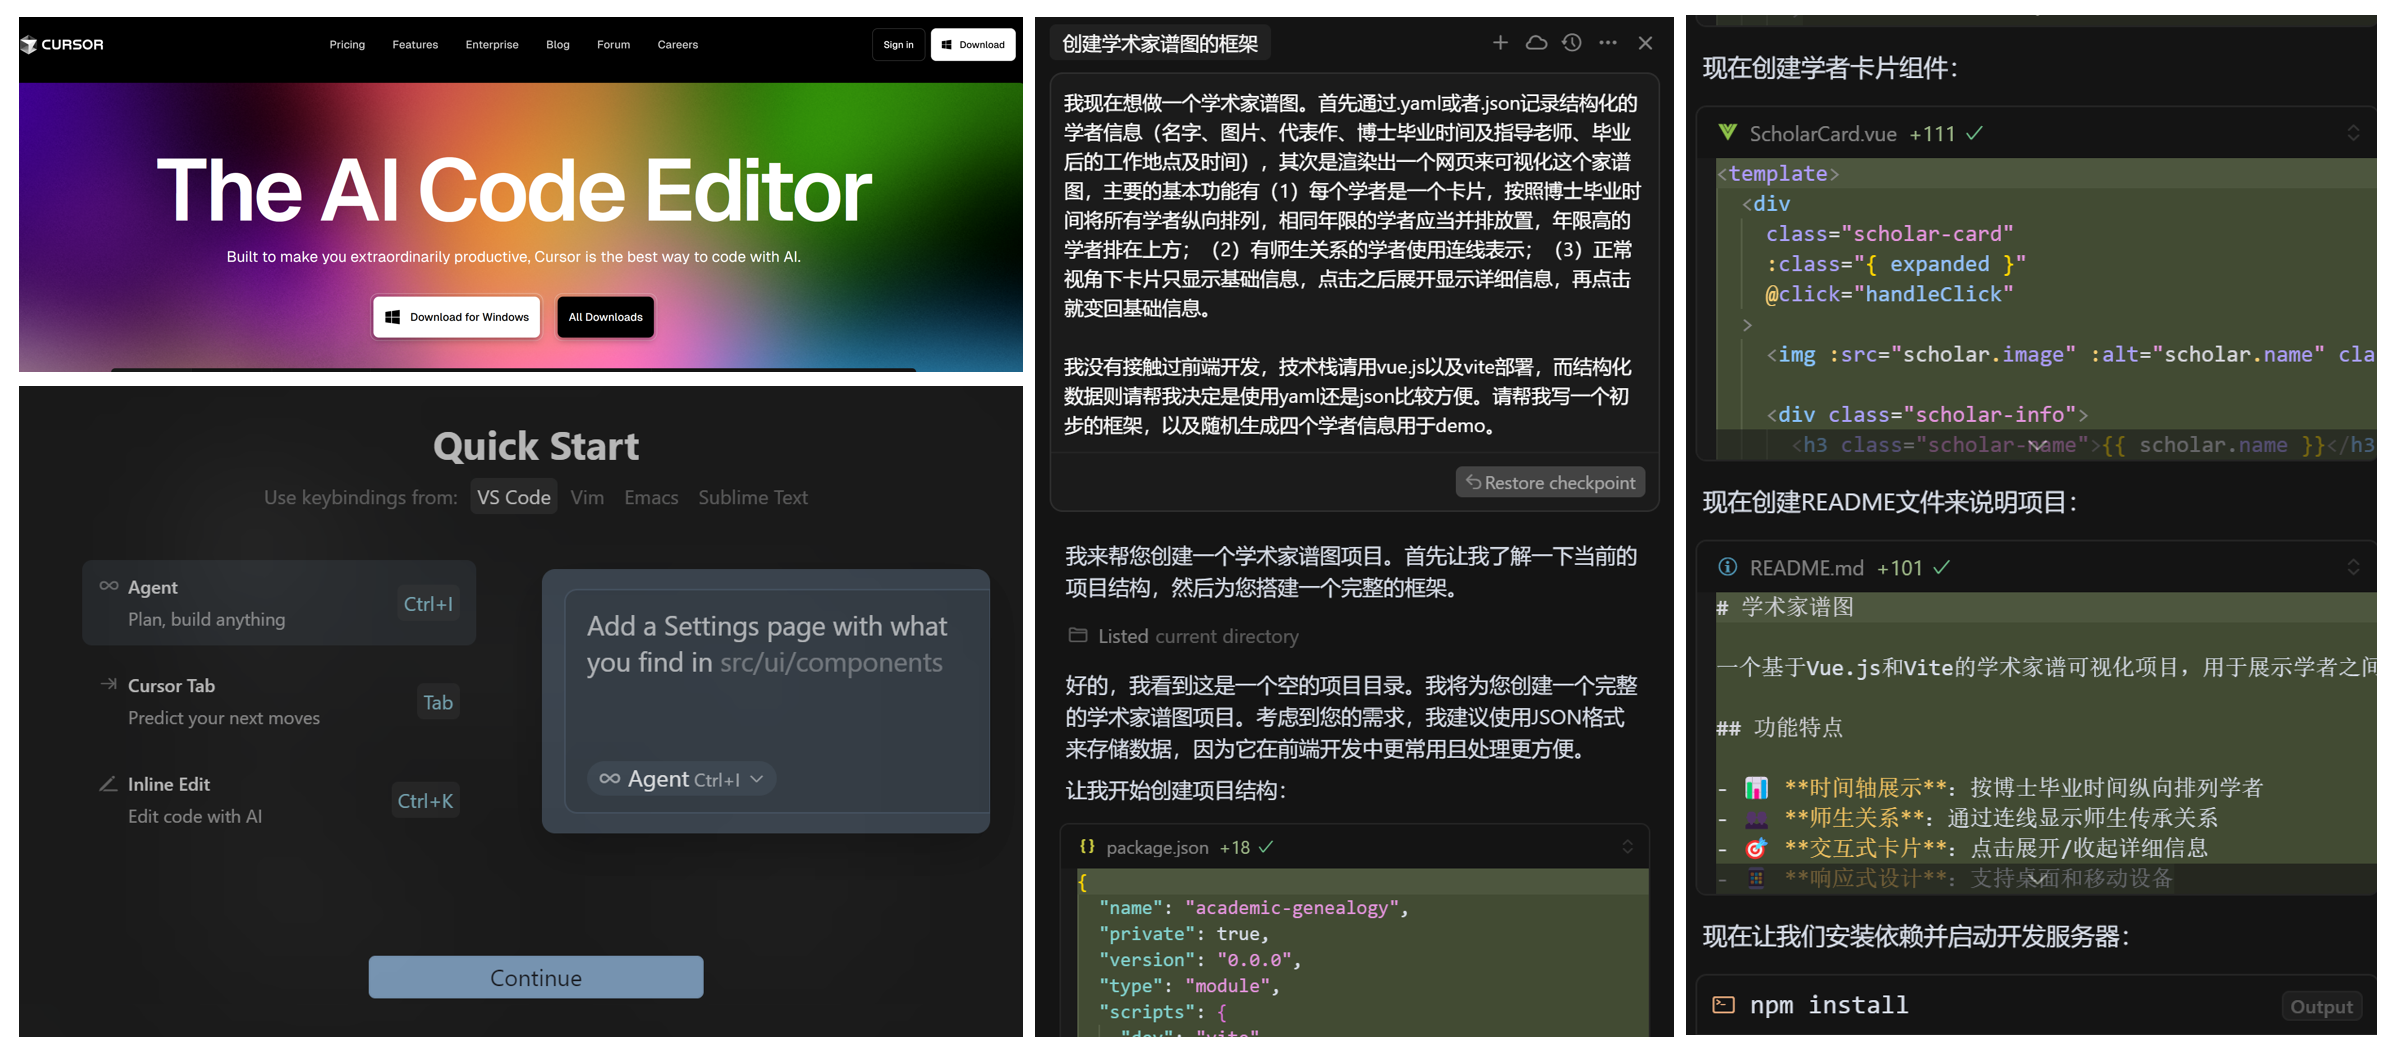 CURSOR
Pricing
Features
Enterprise
Blog
Forum
Careers
Sign in
Download
The AI Code Editor
Built to make you extraordinarily productive, Cursor is the best way to code with AI.
Download for Windows
All Downloads
Quick Start
Use keybindings from: VS Code Vim Emacs Sublime Text
Agent
Plan, build anything
Ctrl+I
Cursor Tab
Predict your next moves
Tab
Inline Edit
Edit code with AI
Ctrl+K
Add a Settings page with what
you find in src/ui/components
Agent Ctrl+I
Continue
创建学术家谱图的框架
我现在想做一个学术家谱图。首先通过.yaml或者.json记录结构化的
学者信息（名字、图片、代表作、博士毕业时间及指导老师、毕业
后的工作地点及时间），其次是渲染出一个网页来可视化这个家谱
图，主要的基本功能有（1）每个学者是一个卡片，按照博士毕业时
间将所有学者纵向排列，相同年限的学者应当并排放置，年限高的
学者排在上方；（2）有师生关系的学者使用连线表示；（3）正常
视角下卡片只显示基础信息，点击之后展开显示详细信息，再点击
就变回基础信息。
我没有接触过前端开发，技术栈请用vue.js以及vite部署，而结构化
数据则请帮我决定是使用yaml还是json比较方便。请帮我写一个初
步的框架，以及随机生成四个学者信息用于demo。
Restore checkpoint
我来帮您创建一个学术家谱图项目。首先让我了解一下当前的
项目结构，然后为您搭建一个完整的框架。
Listed current directory
好的，我看到这是一个空的项目目录。我将为您创建一个完整
的学术家谱图项目。考虑到您的需求，我建议使用JSON格式
来存储数据，因为它在前端开发中更常用且处理更方便。
让我开始创建项目结构：
{} package.json +18
{
"name": "academic-genealogy",
"private": true,
"version": "0.0.0",
"type": "module",
"scripts": {
"dev": "vite"
现在创建学者卡片组件：
ScholarCard.vue +111
<template>
<div
class="scholar-card"
:class="{ expanded }"
@click="handleClick"
>
<img :src="scholar.image" :alt="scholar.name" cla
<div class="scholar-info">
<h3 class="scholar-name">{{ scholar.name }}</h3
现在创建README文件来说明项目：
README.md +101
# 学术家谱图
一个基于Vue.js和Vite的学术家谱可视化项目，用于展示学者之间
## 功能特点
- 📊 **时间轴展示**：按博士毕业时间纵向排列学者
- 👥 **师生关系**：通过连线显示师生传承关系
- 🎯 **交互式卡片**：点击展开/收起详细信息
- 📱 **响应式设计**：支持桌面和移动设备
现在让我们安装依赖并启动开发服务器：
npm install
Output